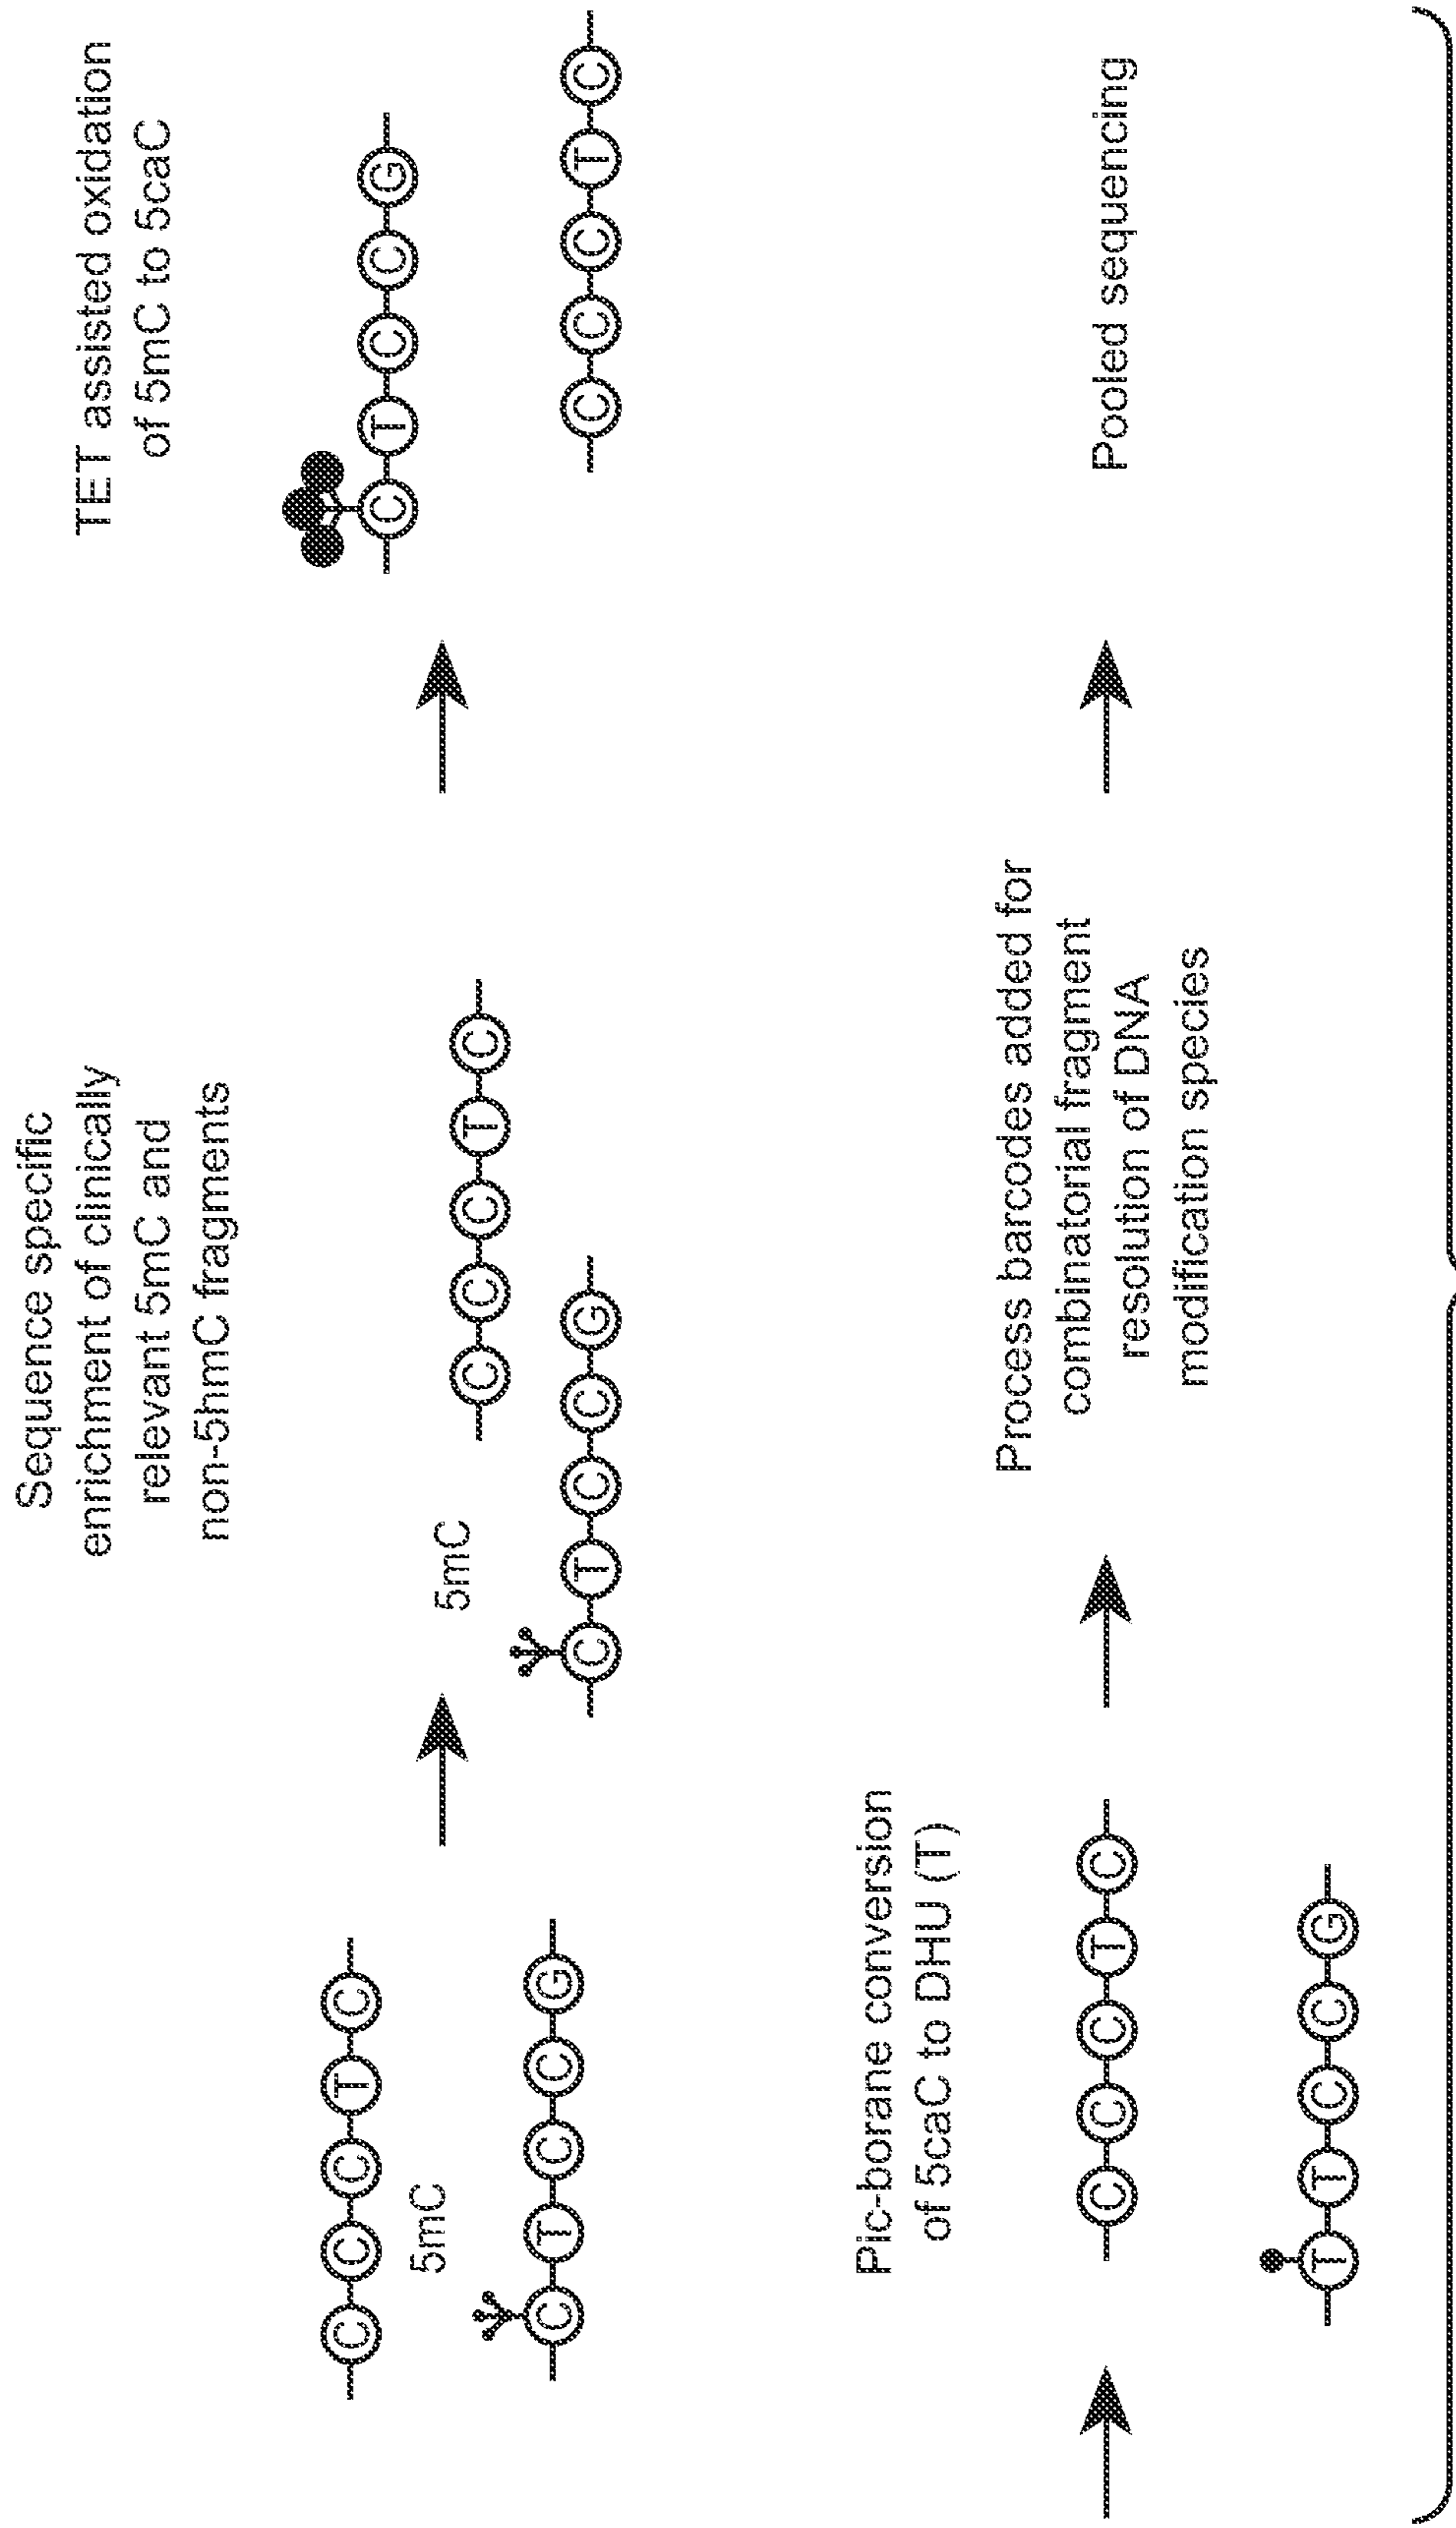 C C C T C
5mC
C T C C G
Sequence specific
enrichment of clinically
relevant 5mC and
non-5hmC fragments
5mC
C C C T C
C T C C G
TET assisted oxidation
of 5mC to 5caC
C T C C G
C C C T C
Pic-borane conversion
of 5caC to DHU (T)
C C C T C
T T C C G
Process barcodes added for
combinatorial fragment
resolution of DNA
modification species
Pooled sequencing